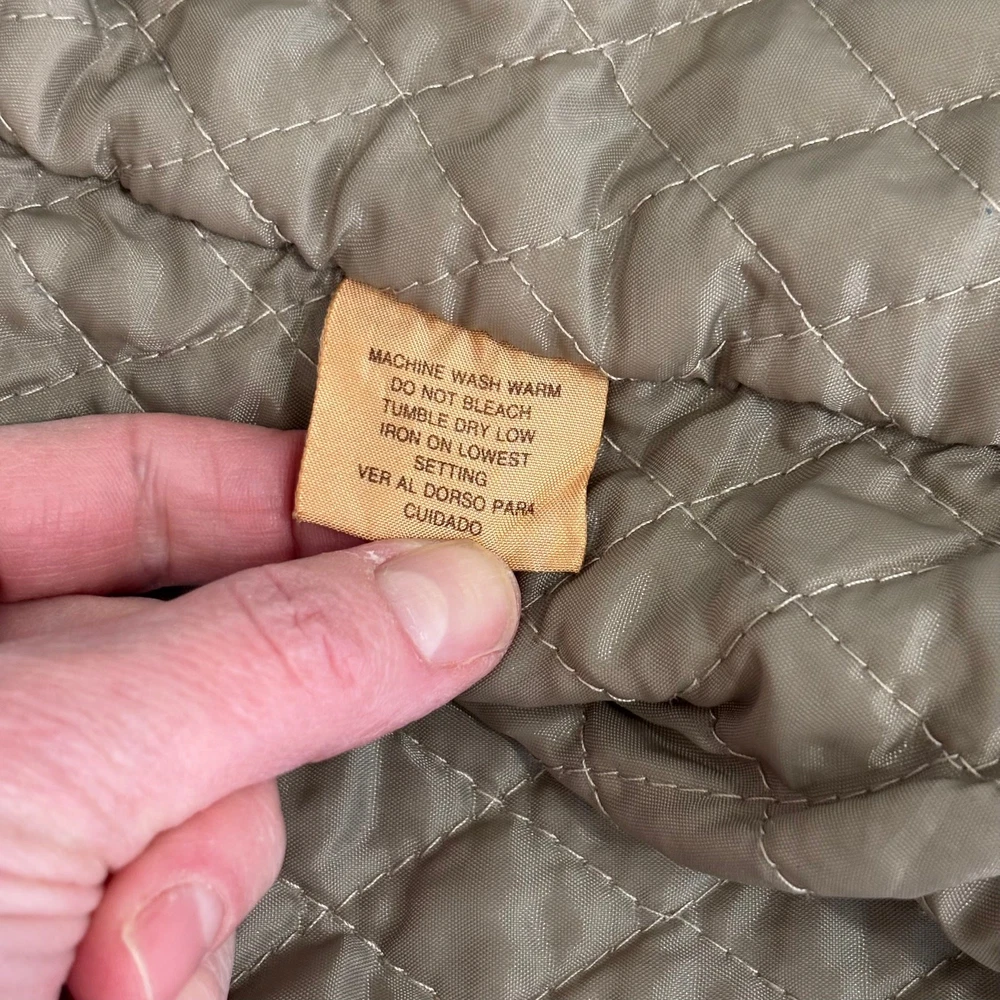 MACHINE WASH WARM
DO NOT BLEACH
TUMBLE DRY LOW
IRON ON LOWEST
SETTING
VER AL DORSO PARA
CUIDADO